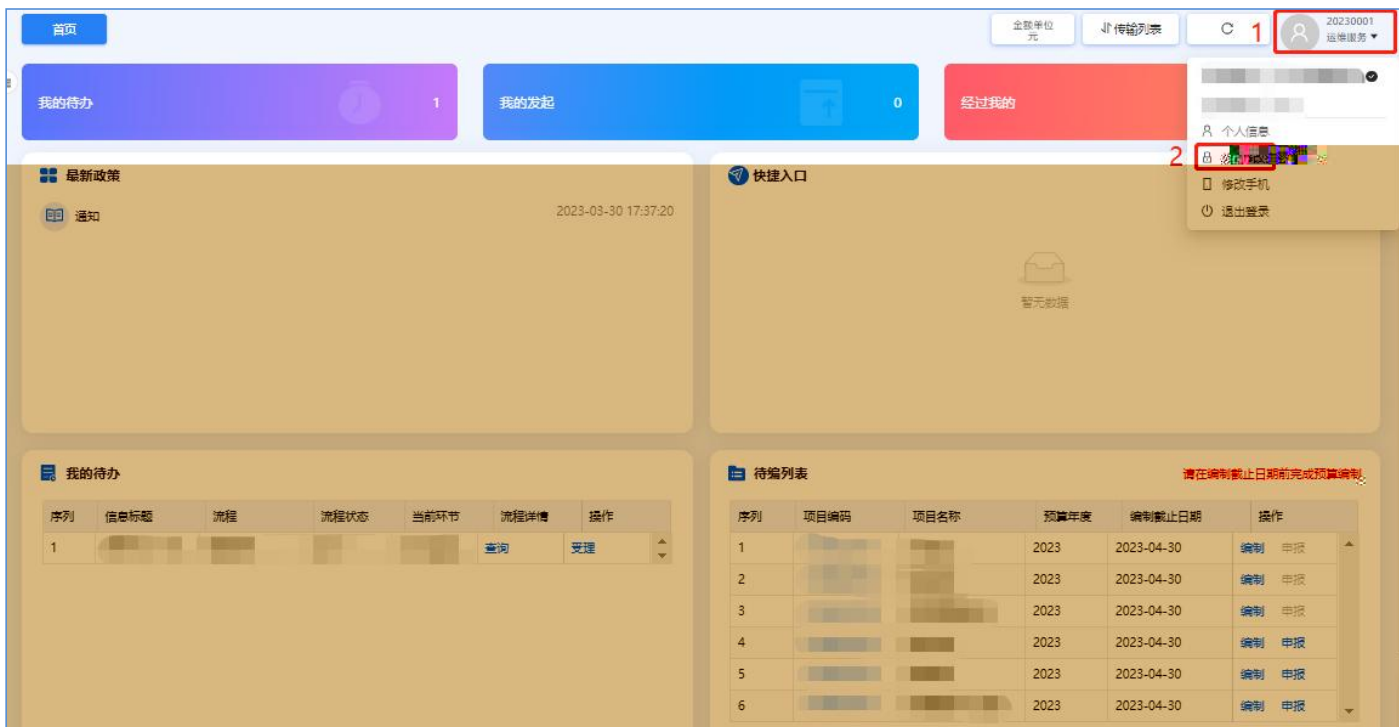 首页
金额单位
元
传输列表
1
20230001
运维服务
我的待办
1
我的发起
0
经过我的
个人信息
2
修改手机
退出登录
最新政策
通知
2023-03-30 17:37:20
快捷入口
暂无数据
我的待办
序列 信息标题 流程 流程状态 当前环节 流程详情 操作
1 查询 受理
待编列表
请在编制截止日期前完成预算编制
序列 项目编码 项目名称 预算年度 编制截止日期 操作
1 2023 2023-04-30 编制 申报
2 2023 2023-04-30 编制 申报
3 2023 2023-04-30 编制 申报
4 2023 2023-04-30 编制 申报
5 2023 2023-04-30 编制 申报
6 2023 2023-04-30 编制 申报